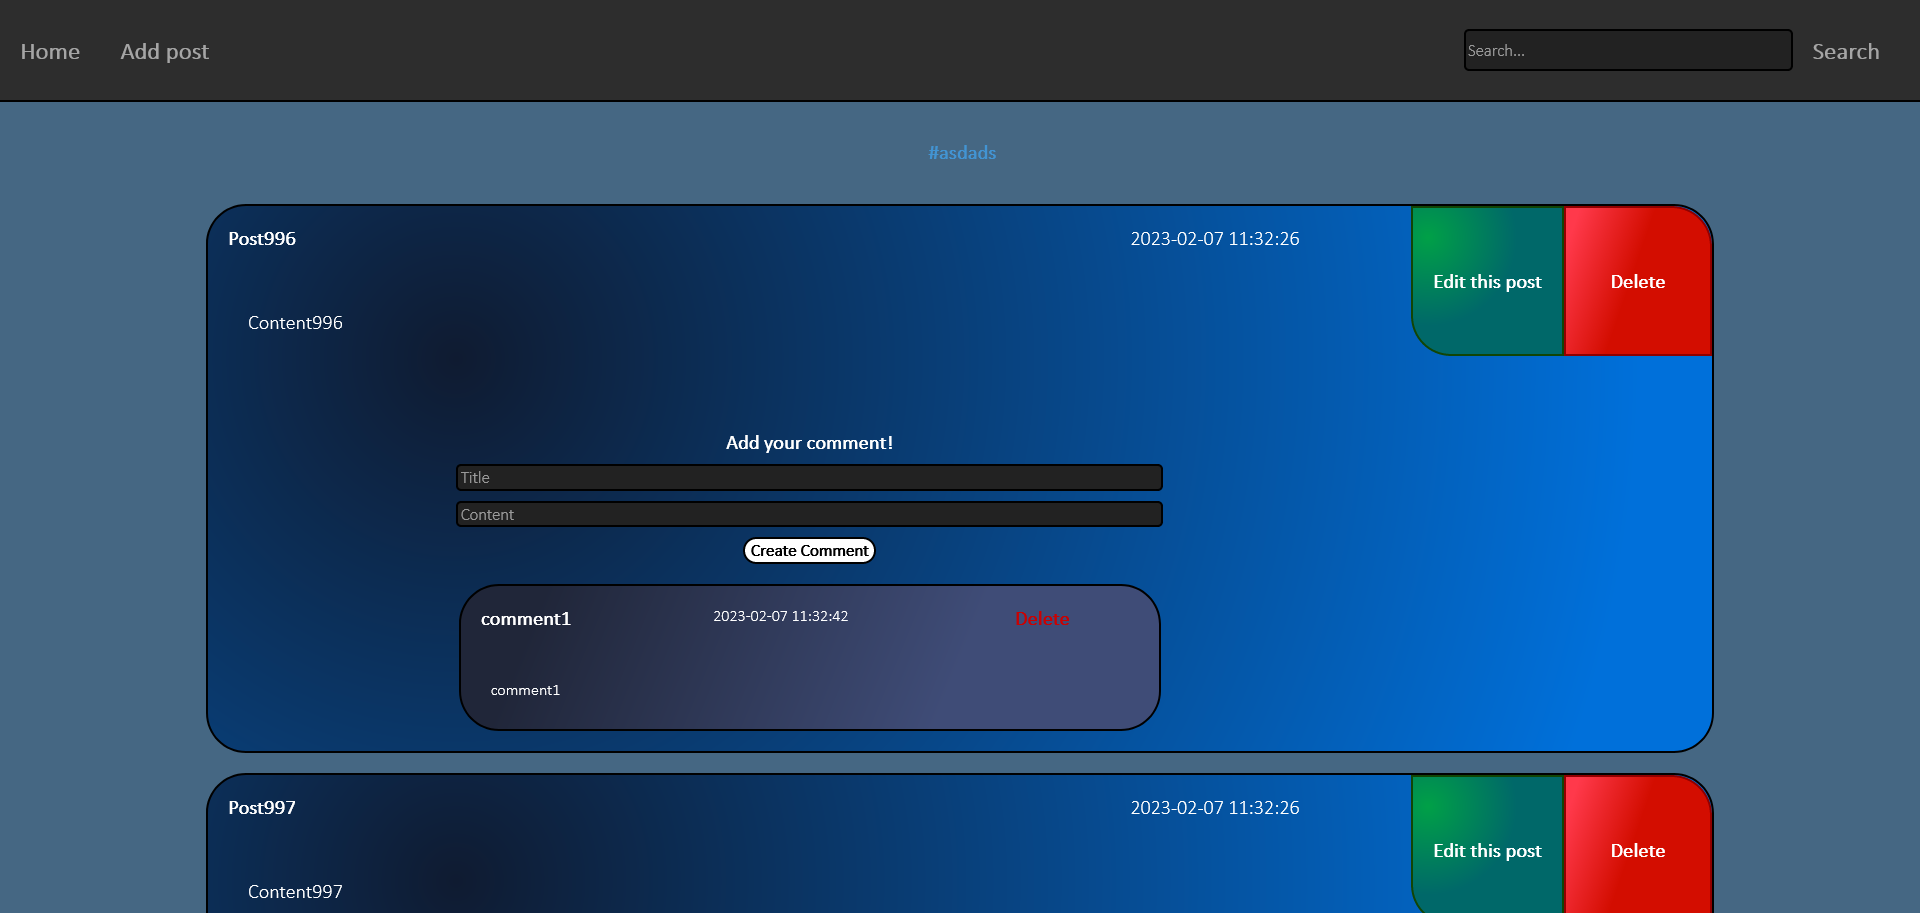 Home Add post Search... Search
#asdads
Post996 2023-02-07 11:32:26
Edit this post Delete
Content996
Add your comment!
Title
Content
Create Comment
comment1 2023-02-07 11:32:42 Delete
comment1
Post997 2023-02-07 11:32:26
Edit this post Delete
Content997